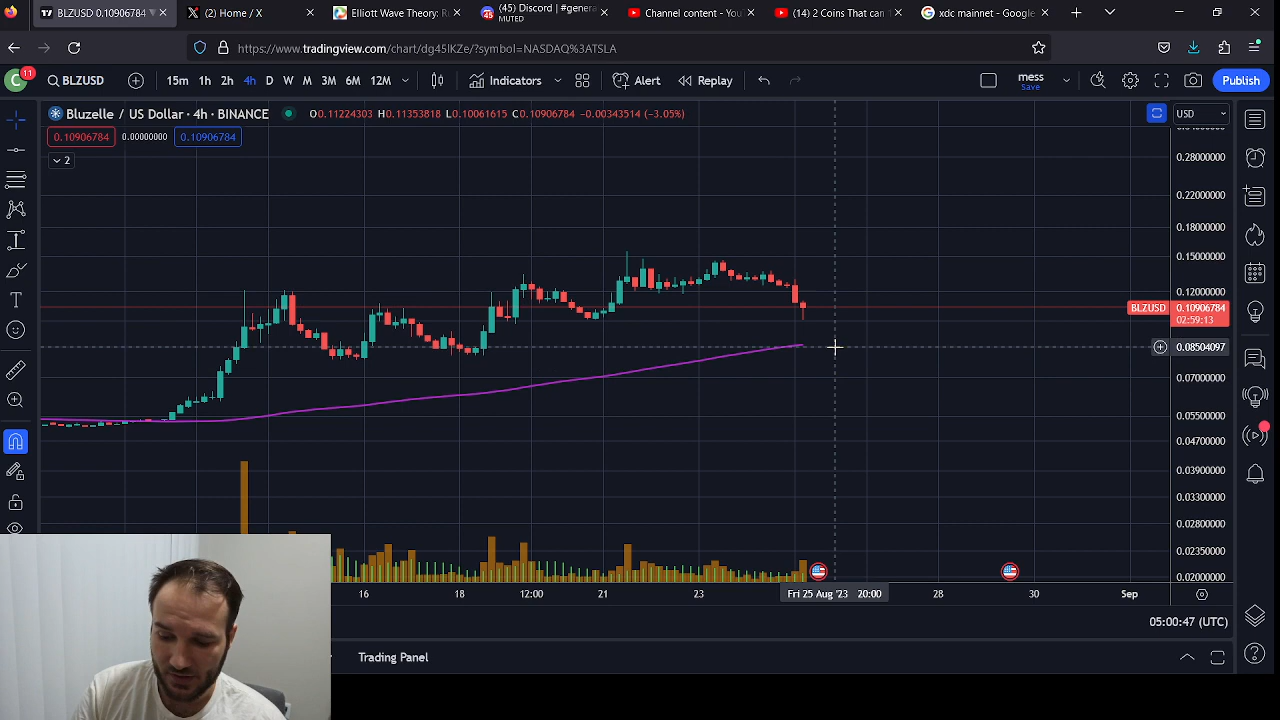 BLZUSD 0.10906784
(2) Home / X
Elliott Wave Theory: R
(45) Discord | #genera
MUTED
Channel content - You
(14) 2 Coins That can 1
xdc mainnet - Google
https://www.tradingview.com/chart/dg45lKZe/?symbol=NASDAQ%3ATSLA
C 11
BLZUSD
15m 1h 2h 4h D W M 3M 6M 12M
Indicators
Alert
Replay
mess
Save
Publish
Bluzelle / US Dollar · 4h · BINANCE
O0.11224303 H0.11353818 L0.10061615 C0.10906784 −0.00343514 (−3.05%)
USD
0.10906784 0.00000000 0.10906784
2
0.28000000
0.22000000
0.18000000
0.15000000
0.12000000
BLZUSD 0.10906784
02:59:13
0.08504097
0.07000000
0.05500000
0.04700000
0.03900000
0.03300000
0.02800000
0.02350000
0.02000000
16 18 12:00 21 23 Fri 25 Aug '23 20:00 28 30 Sep
05:00:47 (UTC)
Trading Panel